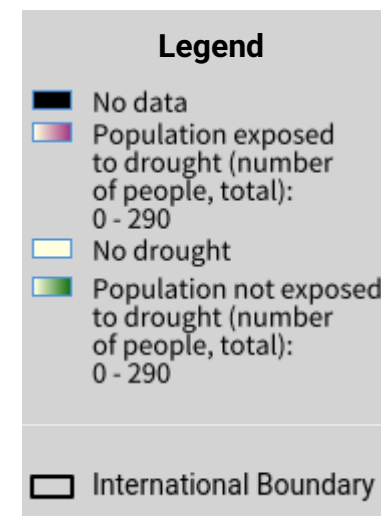 Legend
No data
Population exposed
to drought (number
of people, total):
0 - 290
No drought
Population not exposed
to drought (number
of people, total):
0 - 290
International Boundary